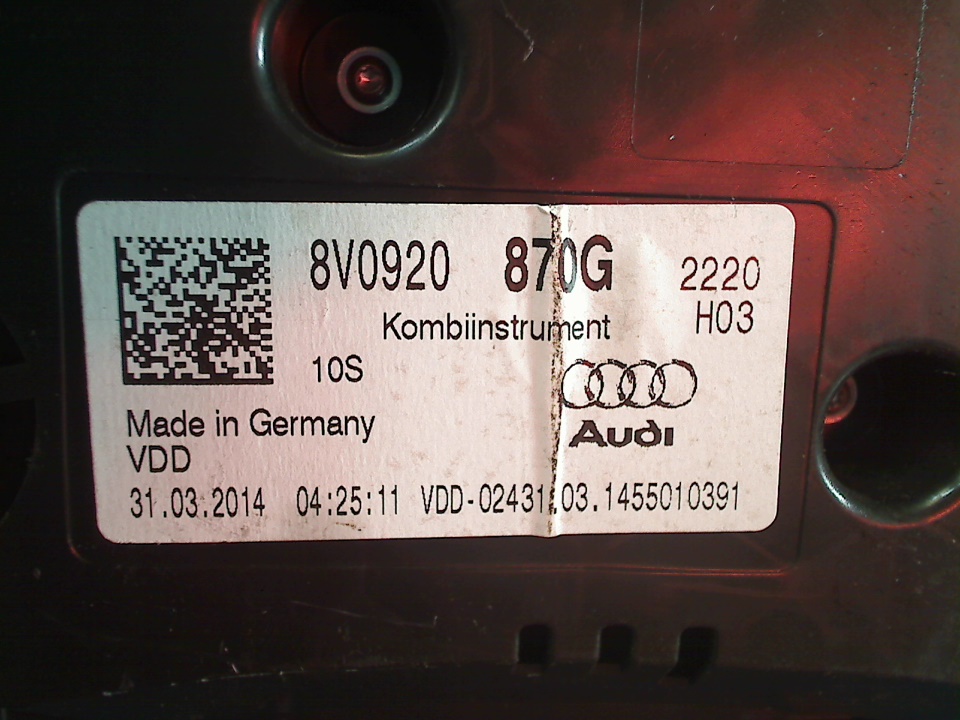 8V0920 870G 2220
Kombiinstrument H03
10S
Audi
Made in Germany
VDD
31.03.2014 04:25:11 VDD-02431.03.1455010391